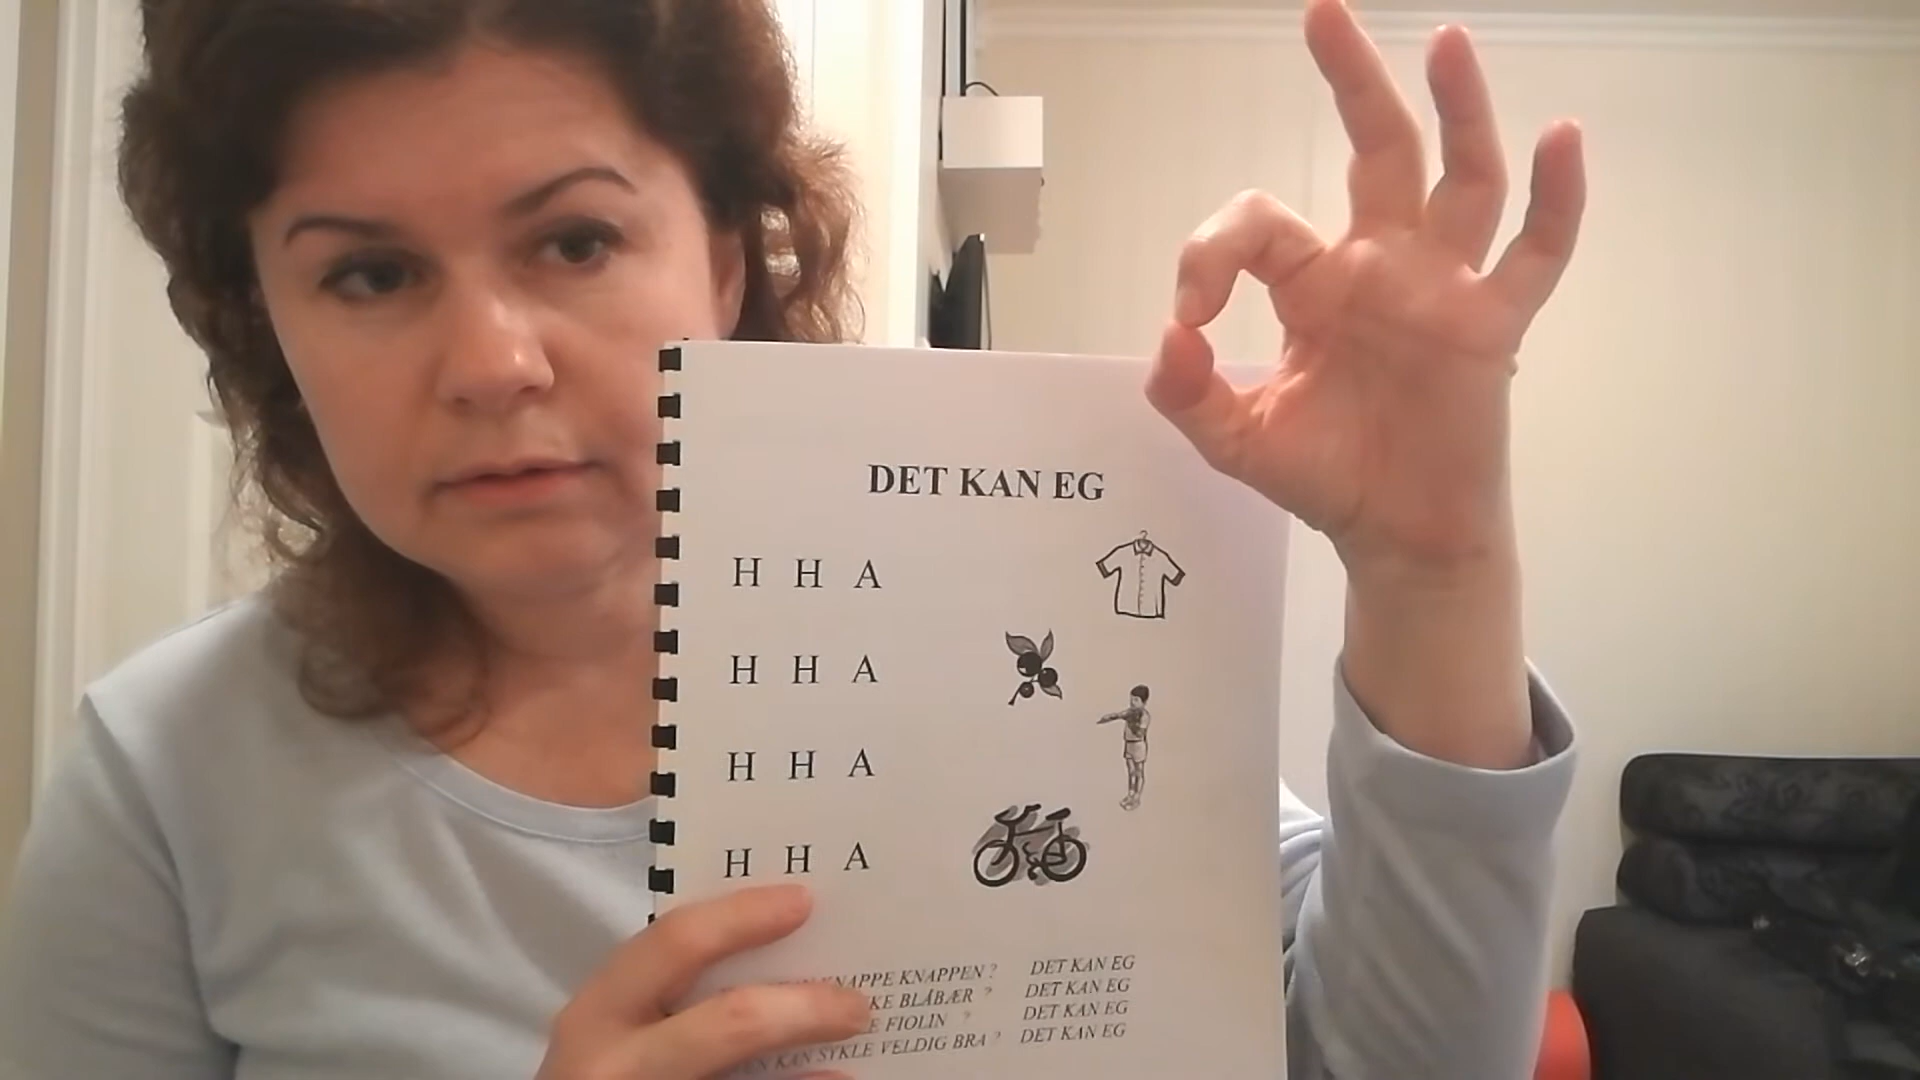 DET KAN EG
H H A
H H A
H H A
H H A
KNAPPE KNAPPEN ? DET KAN EG
BLÅBÆR ? DET KAN EG
FIOLIN ? DET KAN EG
KAN SYKLE VELDIG BRA ? DET KAN EG